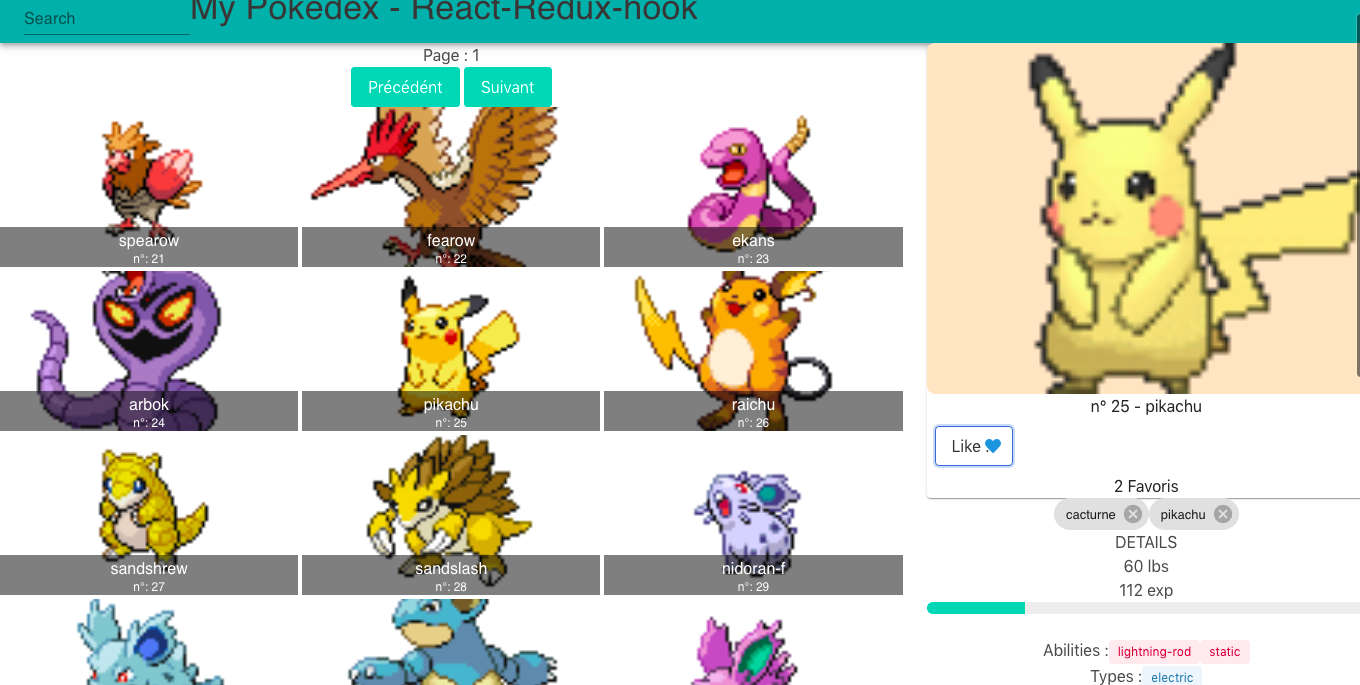 Search
My Pokedex - React-Redux-hook
Page : 1
Précédént Suivant
spearow
n°: 21
fearow
n°: 22
ekans
n°: 23
arbok
n°: 24
pikachu
n°: 25
raichu
n°: 26
sandshrew
n°: 27
sandslash
n°: 28
nidoran-f
n°: 29
n° 25 - pikachu
Like :
2 Favoris
cacturne pikachu
DETAILS
60 lbs
112 exp
Abilities : lightning-rod static
Types : electric